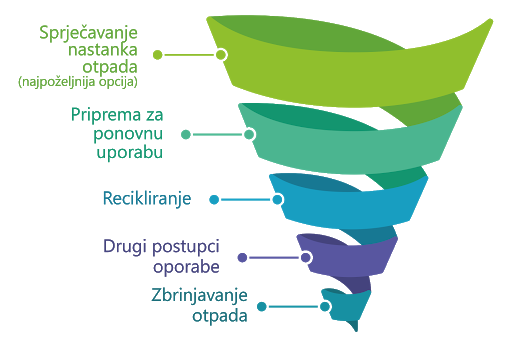 Sprječavanje
nastanka
otpada
(najpoželjnija opcija)
Priprema za
ponovnu
uporabu
Recikliranje
Drugi postupci
oporabe
Zbrinjavanje
otpada